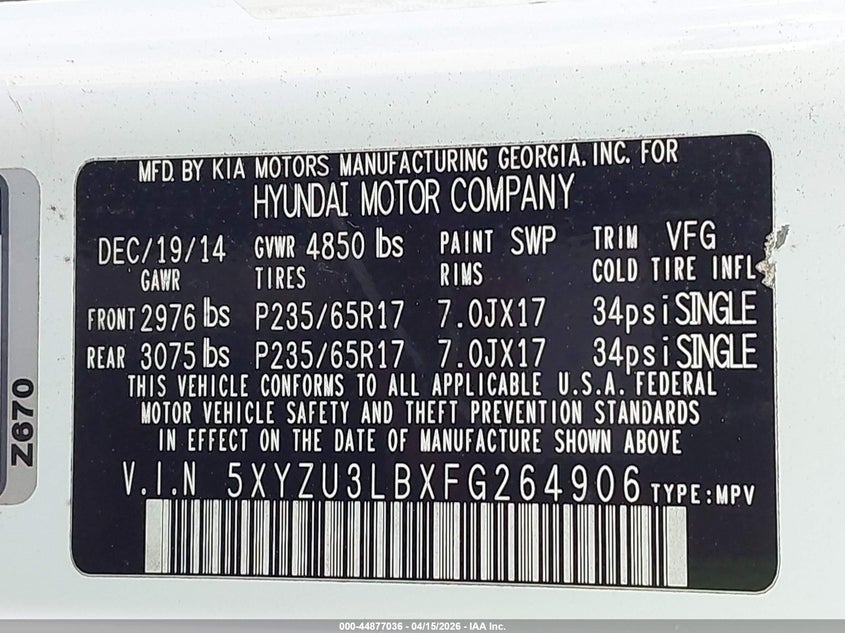 MFD. BY KIA MOTORS MANUFACTURING GEORGIA. INC. FOR
HYUNDAI MOTOR COMPANY
DEC/19/14 GVWR 4850 lbs PAINT SWP TRIM VFG
GAWR TIRES RIMS COLD TIRE INFL
FRONT 2976 lbs P235/65R17 7.0JX17 34psi SINGLE
REAR 3075 lbs P235/65R17 7.0JX17 34psi SINGLE
THIS VEHICLE CONFORMS TO ALL APPLICABLE U.S.A. FEDERAL
MOTOR VEHICLE SAFETY AND THEFT PREVENTION STANDARDS
IN EFFECT ON THE DATE OF MANUFACTURE SHOWN ABOVE
V.I.N 5XYZU3LBXFG264906 TYPE:MPV
Z670
000-44877036 - 04/15/2026 - IAA Inc.